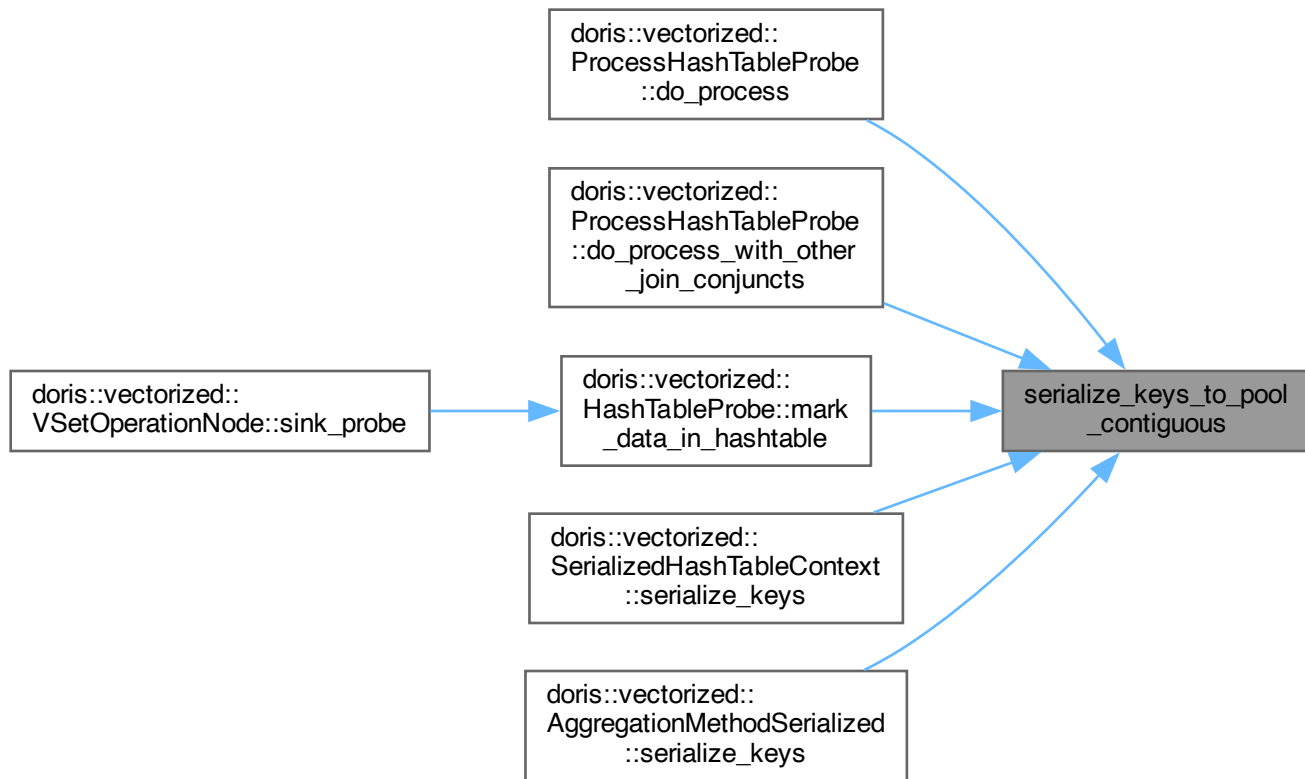 doris::vectorized::
ProcessHashTableProbe
::do_process
doris::vectorized::
ProcessHashTableProbe
::do_process_with_other
_join_conjuncts
doris::vectorized::
VSetOperationNode::sink_probe
doris::vectorized::
HashTableProbe::mark
_data_in_hashtable
serialize_keys_to_pool
_contiguous
doris::vectorized::
SerializedHashTableContext
::serialize_keys
doris::vectorized::
AggregationMethodSerialized
::serialize_keys